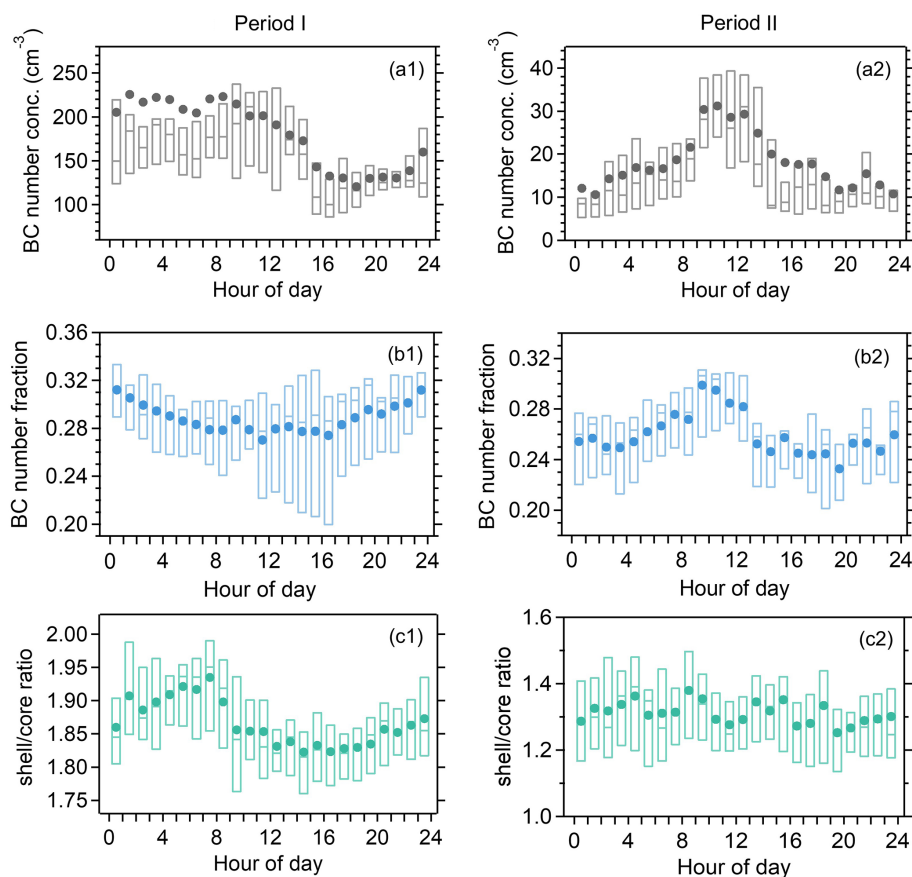 Period I
Period II
BC number conc. (cm⁻³)
250
200
150
100
(a1)
0 4 8 12 16 20 24
Hour of day
BC number conc. (cm⁻³)
40
30
20
10
0
(a2)
0 4 8 12 16 20 24
Hour of day
BC number fraction
0.36
0.32
0.28
0.24
0.20
(b1)
0 4 8 12 16 20 24
Hour of day
BC number fraction
0.32
0.28
0.24
0.20
(b2)
0 4 8 12 16 20 24
Hour of day
shell/core ratio
2.00
1.95
1.90
1.85
1.80
1.75
(c1)
0 4 8 12 16 20 24
Hour of day
shell/core ratio
1.6
1.4
1.2
1.0
(c2)
0 4 8 12 16 20 24
Hour of day